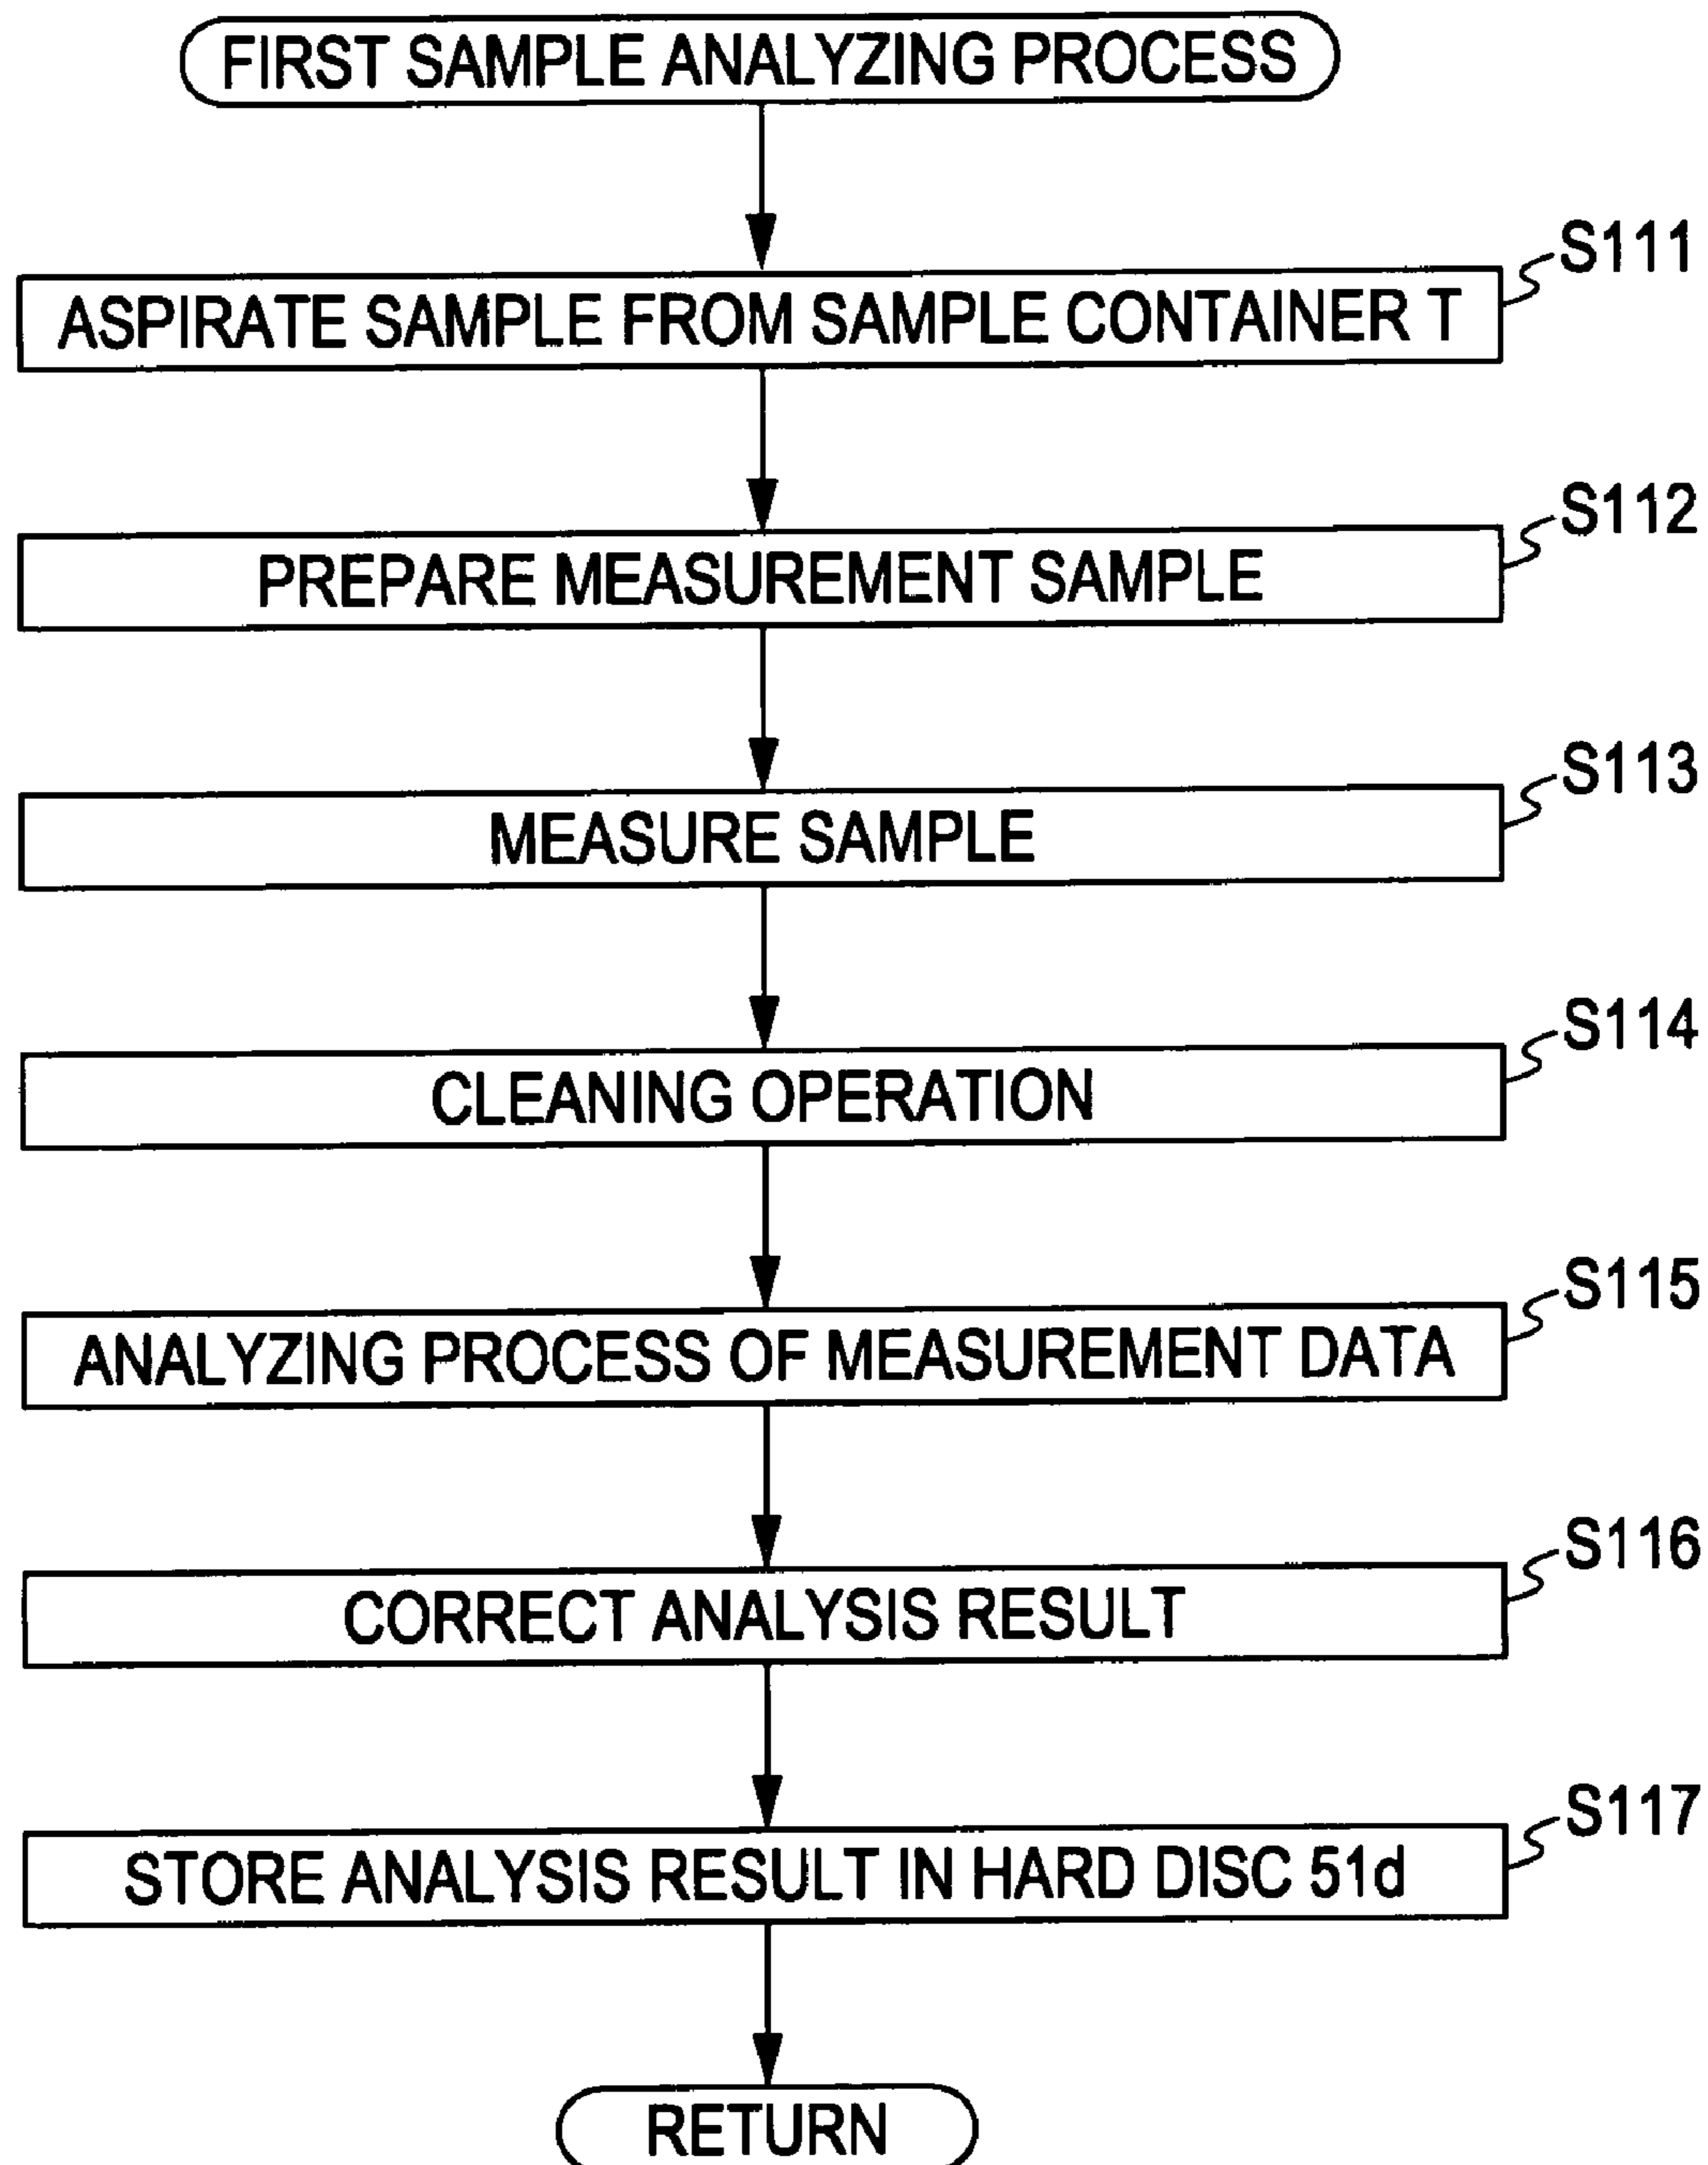 FIRST SAMPLE ANALYZING PROCESS
S111
ASPIRATE SAMPLE FROM SAMPLE CONTAINER T
S112
PREPARE MEASUREMENT SAMPLE
S113
MEASURE SAMPLE
S114
CLEANING OPERATION
S115
ANALYZING PROCESS OF MEASUREMENT DATA
S116
CORRECT ANALYSIS RESULT
S117
STORE ANALYSIS RESULT IN HARD DISC 51d
RETURN